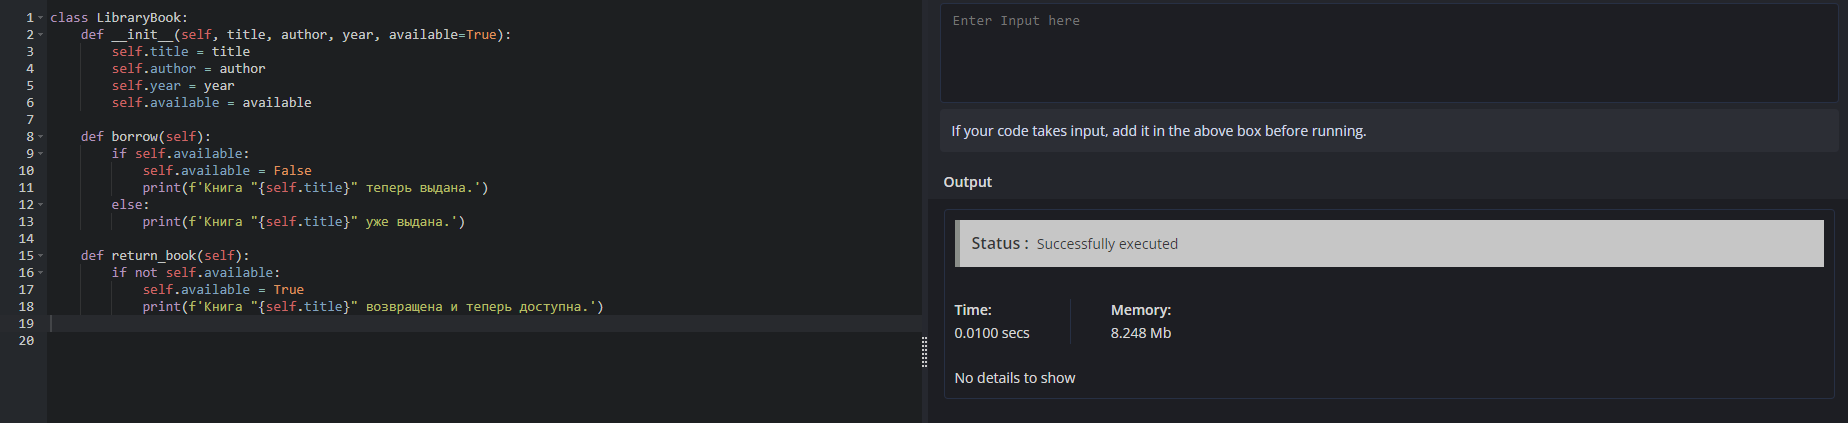 1 class LibraryBook:
2     def __init__(self, title, author, year, available=True):
3         self.title = title
4         self.author = author
5         self.year = year
6         self.available = available
7
8     def borrow(self):
9         if self.available:
10             self.available = False
11             print(f'Книга "{self.title}" теперь выдана.')
12         else:
13             print(f'Книга "{self.title}" уже выдана.')
14
15     def return_book(self):
16         if not self.available:
17             self.available = True
18             print(f'Книга "{self.title}" возвращена и теперь доступна.')
19
20
Enter Input here
If your code takes input, add it in the above box before running.
Output
Status : Successfully executed
Time: Memory:
0.0100 secs 8.248 Mb
No details to show